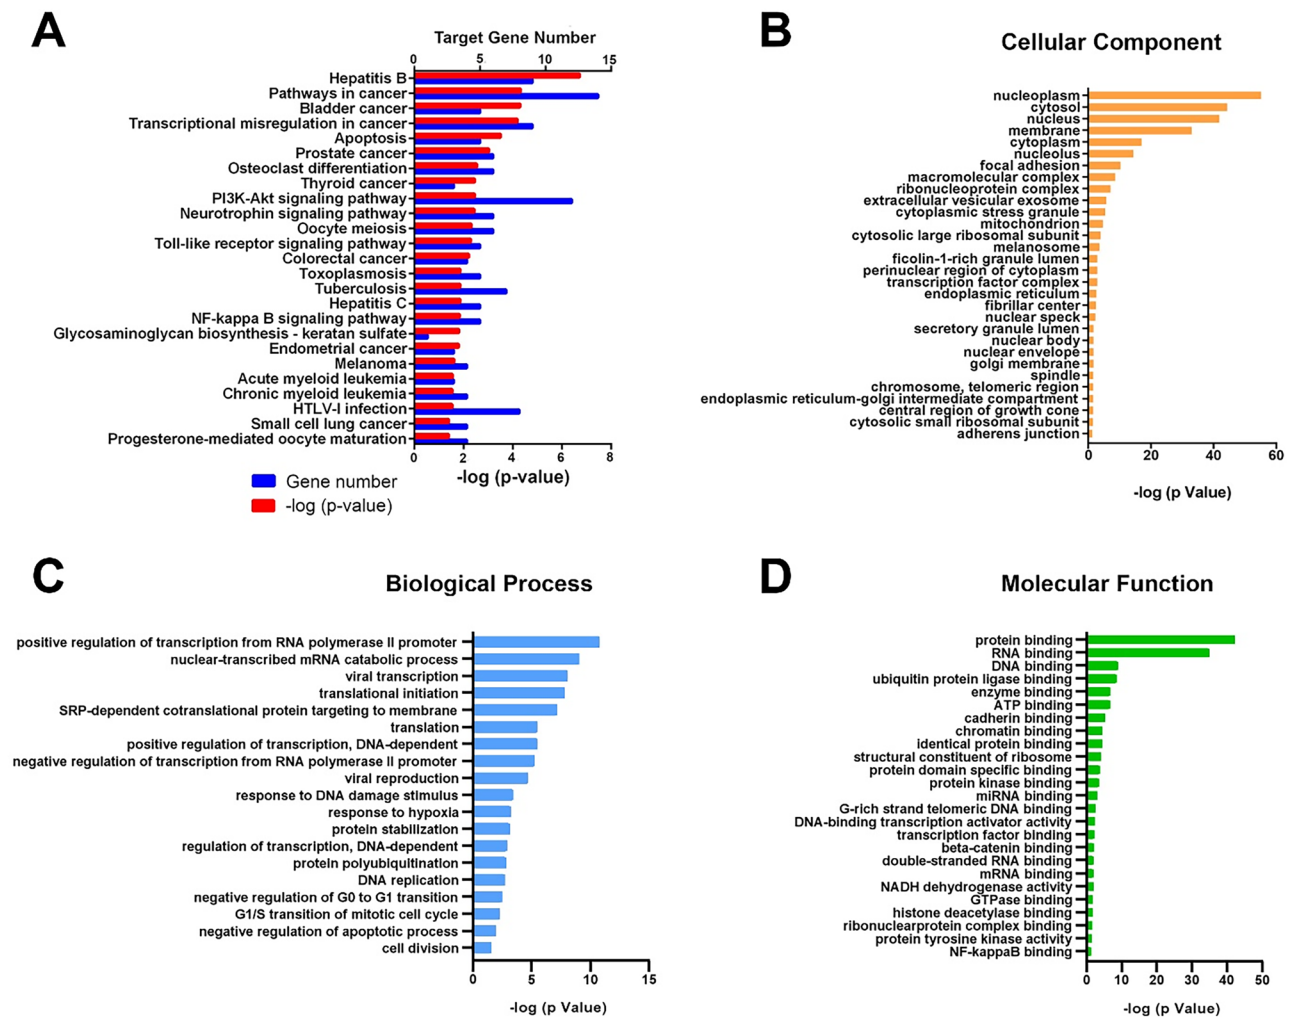 A
Target Gene Number
0 5 10 15
Hepatitis B
Pathways in cancer
Bladder cancer
Transcriptional misregulation in cancer
Apoptosis
Prostate cancer
Osteoclast differentiation
Thyroid cancer
PI3K-Akt signaling pathway
Neurotrophin signaling pathway
Oocyte meiosis
Toll-like receptor signaling pathway
Colorectal cancer
Toxoplasmosis
Tuberculosis
Hepatitis C
NF-kappa B signaling pathway
Glycosaminoglycan biosynthesis - keratan sulfate
Endometrial cancer
Melanoma
Acute myeloid leukemia
Chronic myeloid leukemia
HTLV-I infection
Small cell lung cancer
Progesterone-mediated oocyte maturation
0 2 4 6 8
-log (p-value)
Gene number
-log (p-value)
B
Cellular Component
nucleoplasm
cytosol
nucleus
membrane
cytoplasm
nucleolus
focal adhesion
macromolecular complex
ribonucleoprotein complex
extracellular vesicular exosome
cytoplasmic stress granule
mitochondrion
cytosolic large ribosomal subunit
melanosome
ficolin-1-rich granule lumen
perinuclear region of cytoplasm
transcription factor complex
endoplasmic reticulum
fibrillar center
nuclear speck
secretory granule lumen
nuclear body
nuclear envelope
golgi membrane
spindle
chromosome, telomeric region
endoplasmic reticulum-golgi intermediate compartment
central region of growth cone
cytosolic small ribosomal subunit
adherens junction
0 20 40 60
-log (p Value)
C
Biological Process
positive regulation of transcription from RNA polymerase II promoter
nuclear-transcribed mRNA catabolic process
viral transcription
translational initiation
SRP-dependent cotranslational protein targeting to membrane
translation
positive regulation of transcription, DNA-dependent
negative regulation of transcription from RNA polymerase II promoter
viral reproduction
response to DNA damage stimulus
response to hypoxia
protein stabilization
regulation of transcription, DNA-dependent
protein polyubiquitination
DNA replication
negative regulation of G0 to G1 transition
G1/S transition of mitotic cell cycle
negative regulation of apoptotic process
cell division
0 5 10 15
-log (p Value)
D
Molecular Function
protein binding
RNA binding
DNA binding
ubiquitin protein ligase binding
enzyme binding
ATP binding
cadherin binding
chromatin binding
identical protein binding
structural constituent of ribosome
protein domain specific binding
protein kinase binding
miRNA binding
G-rich strand telomeric DNA binding
DNA-binding transcription activator activity
transcription factor binding
beta-catenin binding
double-stranded RNA binding
mRNA binding
NADH dehydrogenase activity
GTPase binding
histone deacetylase binding
ribonuclearprotein complex binding
protein tyrosine kinase activity
NF-kappaB binding
0 10 20 30 40 50
-log (p Value)